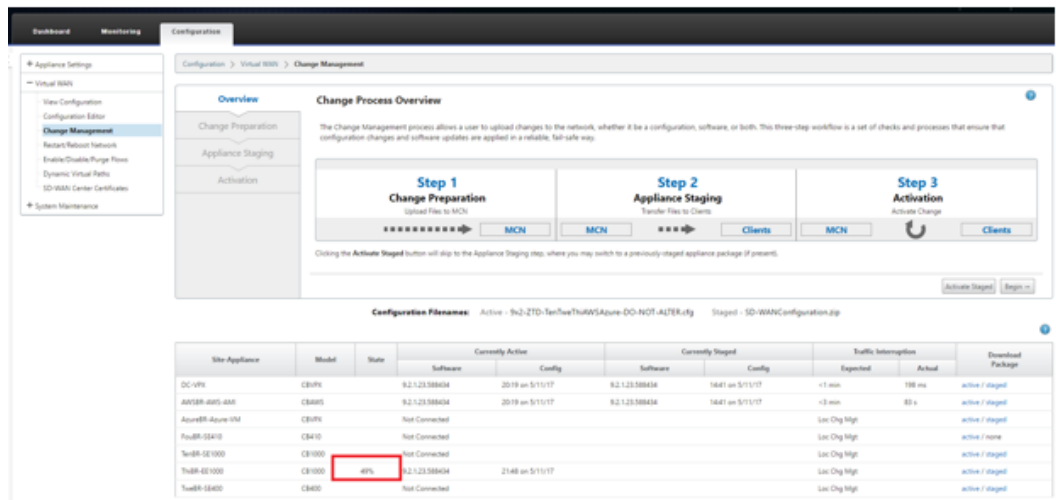 Dashboard Monitoring Configuration
+ Appliance Settings
− Virtual WAN
View Configuration
Configuration Editor
Change Management
Restart/Reboot Network
Enable/Disable/Purge Flows
Dynamic Virtual Paths
SD-WAN Center Certificates
+ System Maintenance
Configuration > Virtual WAN > Change Management
Overview
Change Preparation
Appliance Staging
Activation
Change Process Overview
The Change Management process allows a user to upload changes to the network, whether it be a configuration, software, or both. This three-step workflow is a set of checks and processes that ensure that
configuration changes and software updates are applied in a reliable, fail-safe way.
Step 1 Step 2 Step 3
Change Preparation Appliance Staging Activation
Upload Files to MCN Transfer Files to Clients Activate Change
MCN MCN Clients MCN Clients
Clicking the Activate Staged button will skip to the Appliance Staging step, where you may switch to a previously-staged appliance package (if present).
Activate Staged Begin
Configuration Filenames: Active - 9v2-ZTD-TenTweThiAWSAzure-DO-NOT-ALTER.cfg Staged - SD-WANConfiguration.zip
Site-Appliance Model State Currently Active Currently Staged Traffic Interruption Download
Software Config Software Config Expected Actual Package
DC-VPX CBVPX 9.2.1.23.588434 20:19 on 5/11/17 9.2.1.23.588434 14:41 on 5/11/17 <1 min 198 ms active / staged
AWSBR-AWS-AMI CBAWS 9.2.1.23.588434 20:19 on 5/11/17 9.2.1.23.588434 14:41 on 5/11/17 <3 min 83 s active / staged
AzureBR-Azure-VM CBVPX Not Connected Loc Chg Mgt active / staged
FouBR-SE410 CB410 Not Connected Loc Chg Mgt active / none
TenBR-SE1000 CB1000 Not Connected Loc Chg Mgt active / staged
ThiBR-EE1000 CB1000 49% 9.2.1.23.588434 21:48 on 5/11/17 Loc Chg Mgt active / staged
TweBR-SE400 CB400 Not Connected Loc Chg Mgt active / staged